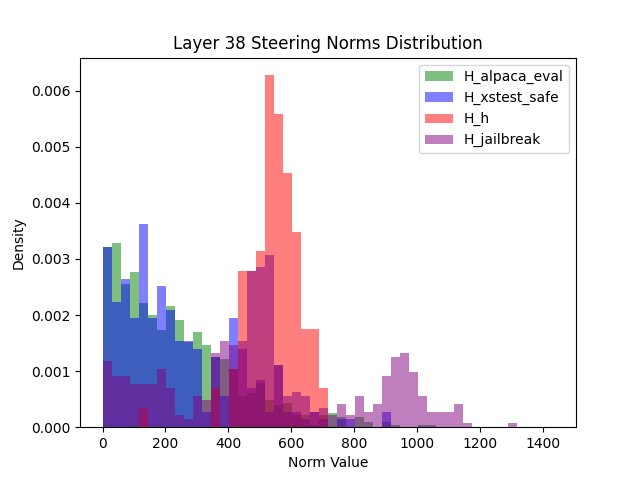 Layer 38 Steering Norms Distribution
H_alpaca_eval
H_xstest_safe
H_h
H_jailbreak
Density
0.006
0.005
0.004
0.003
0.002
0.001
0.000
0 200 400 600 800 1000 1200 1400
Norm Value